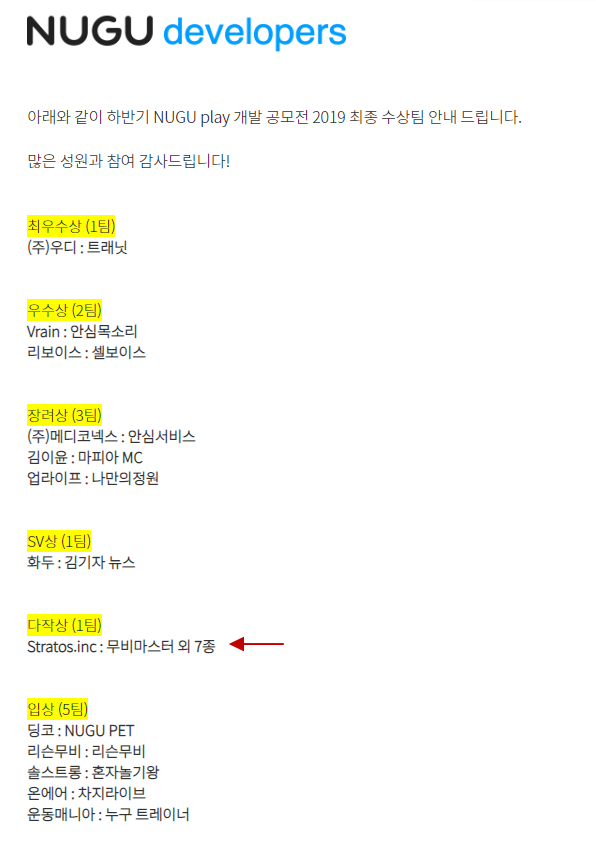 NUGU developers
아래와 같이 하반기 NUGU play 개발 공모전 2019 최종 수상팀 안내 드립니다.
많은 성원과 참여 감사드립니다!
최우수상 (1팀)
(주)우디 : 트래닛
우수상 (2팀)
Vrain : 안심목소리
리보이스 : 셀보이스
장려상 (3팀)
(주)메디코넥스 : 안심서비스
김이윤 : 마피아 MC
업라이프 : 나만의정원
SV상 (1팀)
화두 : 김기자 뉴스
다작상 (1팀)
Stratos.inc : 무비마스터 외 7종
입상 (5팀)
딩코 : NUGU PET
리슨무비 : 리슨무비
솔스트롱 : 혼자놀기왕
온에어 : 차지라이브
운동매니아 : 누구 트레이너